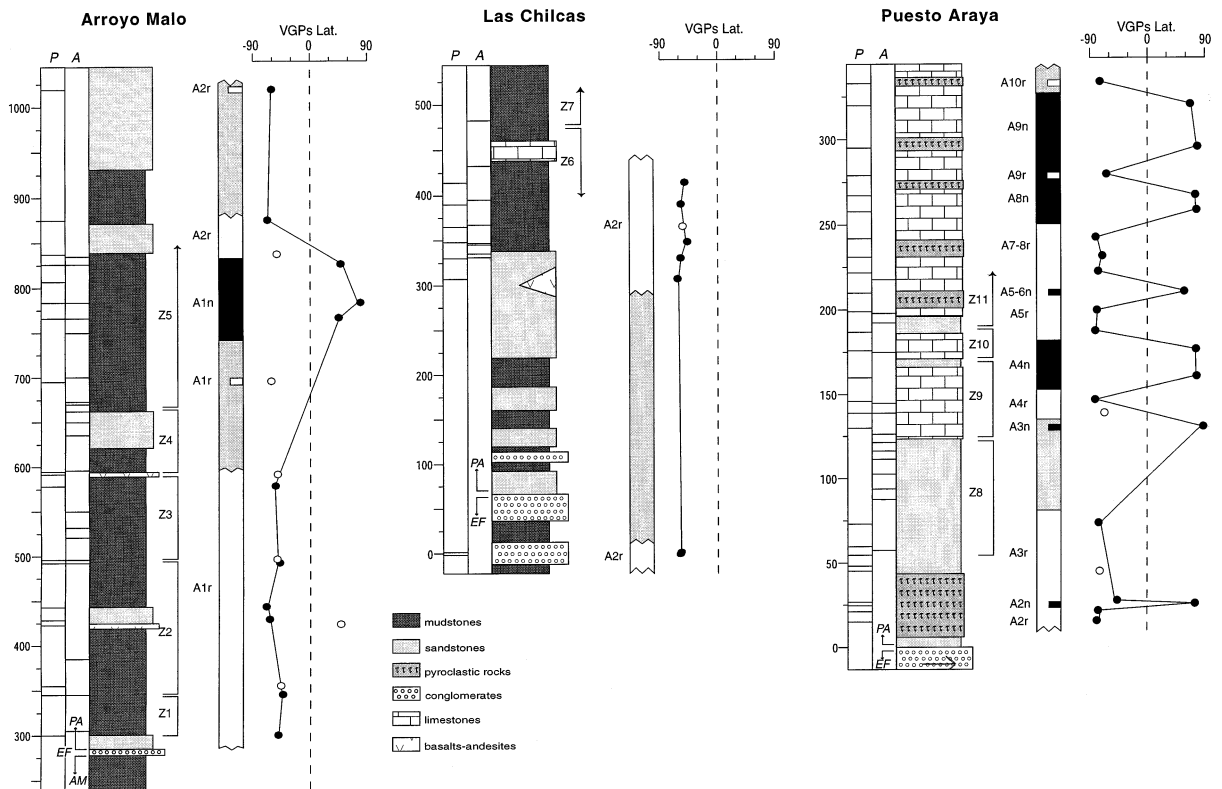 Arroyo Malo
VGPs Lat.
-90 0 90
P A
1000
900
800
700
600
500
400
300
Z5
Z4
Z3
Z2
Z1
PA
EF
AM
A2r
A2r
A1n
A1r
A1r
Las Chilcas
VGPs Lat.
-90 0 90
P A
500
400
300
200
100
0
Z7
Z6
PA
EF
A2r
A2r
mudstones
sandstones
pyroclastic rocks
conglomerates
limestones
basalts-andesites
Puesto Araya
VGPs Lat.
-90 0 90
P A
300
250
200
150
100
50
0
Z11
Z10
Z9
Z8
PA
EF
A10r
A9n
A9r
A8n
A7-8r
A5-6n
A5r
A4n
A4r
A3n
A3r
A2n
A2r